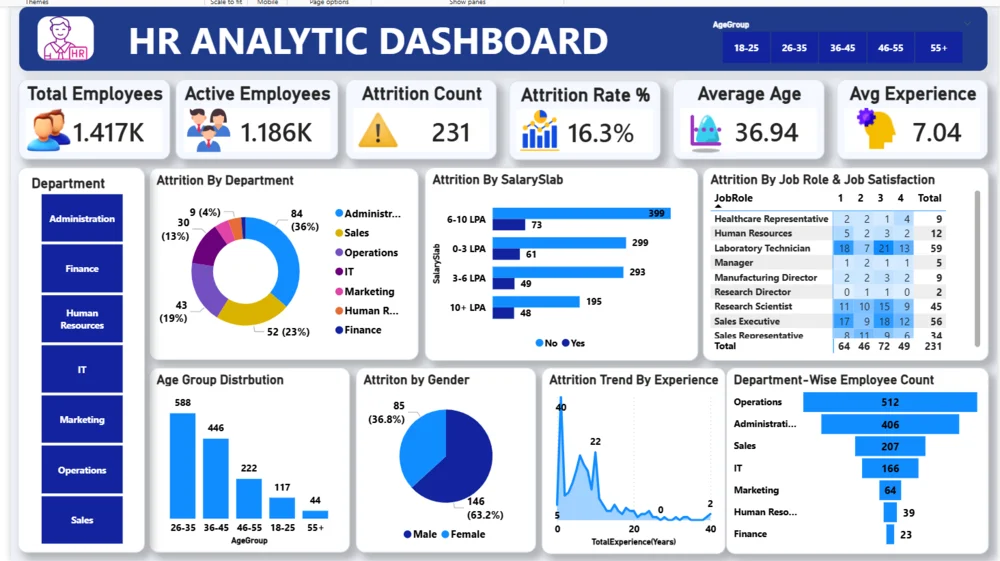 Themes
Scale to fit
Mobile
Page options
Show panes
HR
HR ANALYTIC DASHBOARD
AgeGroup
18-25 26-35 36-45 46-55 55+
Total Employees
1.417K
Active Employees
1.186K
Attrition Count
231
Attrition Rate %
16.3%
Average Age
36.94
Avg Experience
7.04
Department
Administration
Finance
Human
Resources
IT
Marketing
Operations
Sales
Attrition By Department
9 (4%)
30
(13%)
43
(19%)
84
(36%)
52 (23%)
Administr...
Sales
Operations
IT
Marketing
Human R...
Finance
Attrition By SalarySlab
SalarySlab
6-10 LPA 399
73
0-3 LPA 299
61
3-6 LPA 293
49
10+ LPA 195
48
No Yes
Attrition By Job Role & Job Satisfaction
JobRole 1 2 3 4 Total
Healthcare Representative 2 2 1 4 9
Human Resources 5 2 3 2 12
Laboratory Technician 18 7 21 13 59
Manager 1 2 1 1 5
Manufacturing Director 2 2 3 2 9
Research Director 0 1 1 0 2
Research Scientist 11 10 15 9 45
Sales Executive 17 9 18 12 56
Sales Representative 8 11 9 6 34
Total 64 46 72 49 231
Age Group Distrbution
588
446
222
117
44
26-35 36-45 46-55 18-25 55+
AgeGroup
Attriton by Gender
85
(36.8%)
146
(63.2%)
Male Female
Attrition Trend By Experience
40
22
5
0
2
0 20 40
TotalExperience(Years)
Department-Wise Employee Count
Operations 512
Administrati... 406
Sales 207
IT 166
Marketing 64
Human Reso... 39
Finance 23